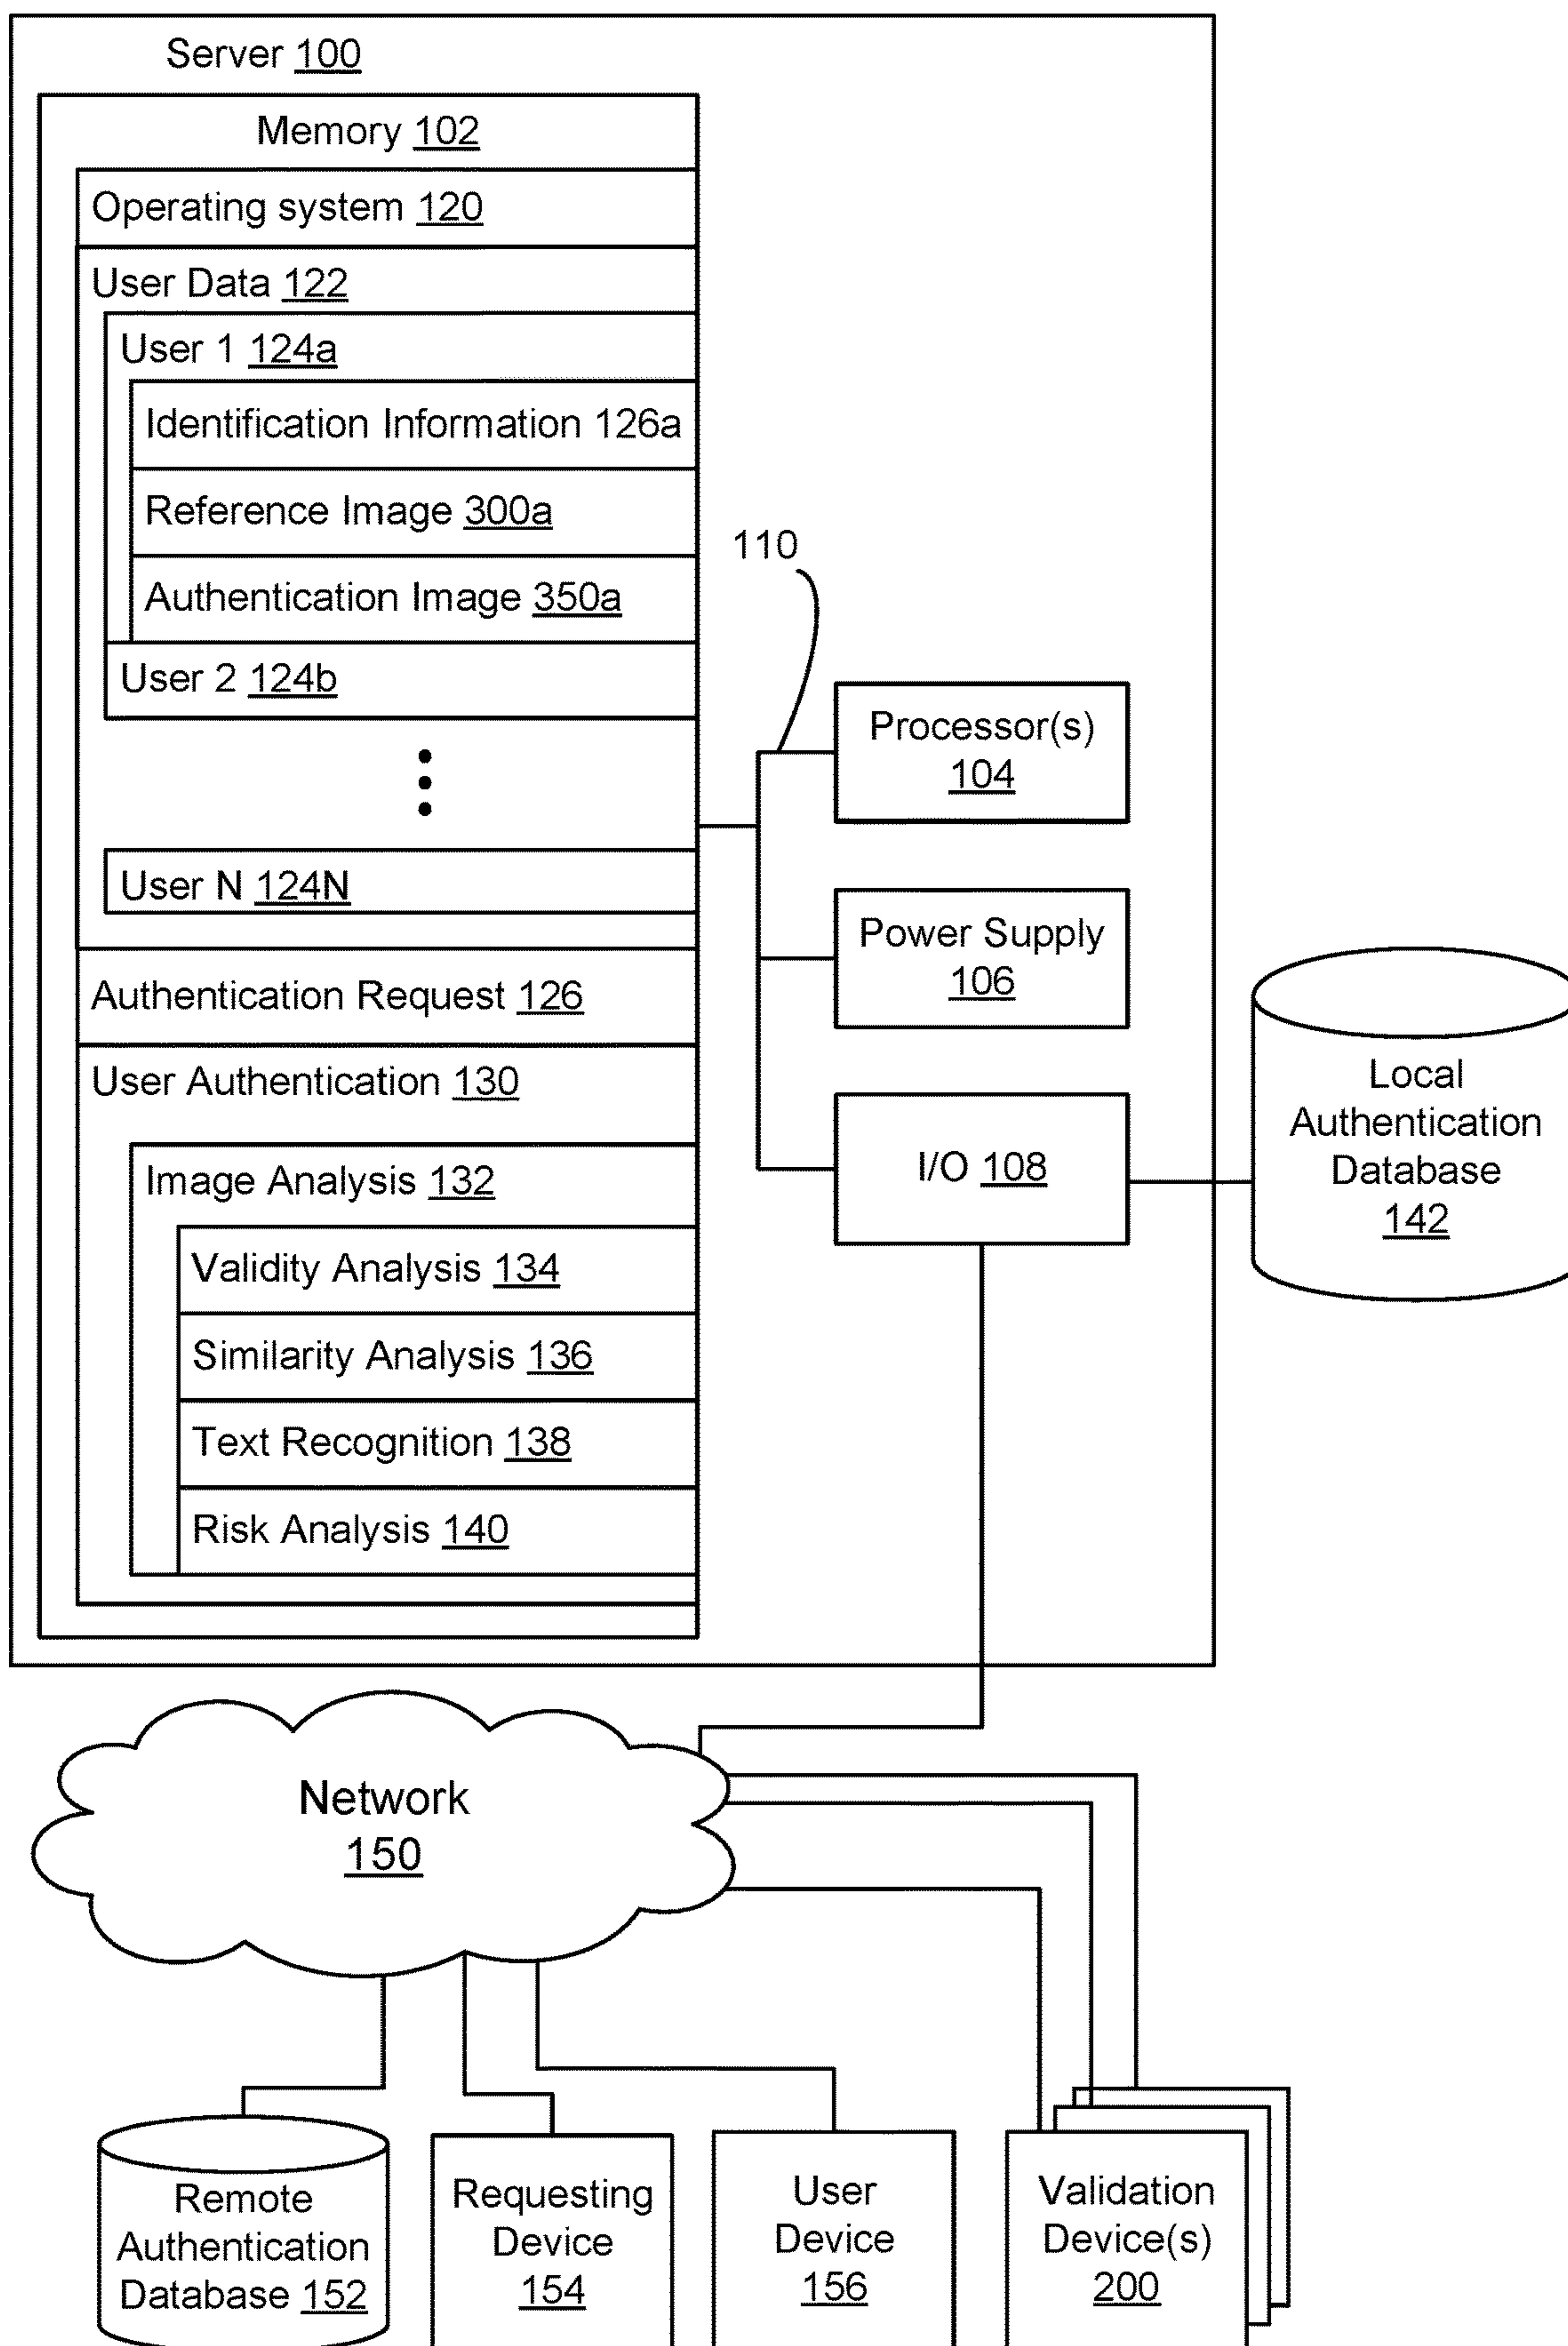 Server 100
Memory 102
Operating system 120
User Data 122
User 1 124a
Identification Information 126a
Reference Image 300a
Authentication Image 350a
User 2 124b
User N 124N
Authentication Request 126
User Authentication 130
Image Analysis 132
Validity Analysis 134
Similarity Analysis 136
Text Recognition 138
Risk Analysis 140
110
Processor(s)
104
Power Supply
106
I/O 108
Local
Authentication
Database
142
Network
150
Remote
Authentication
Database 152
Requesting
Device
154
User
Device
156
Validation
Device(s)
200